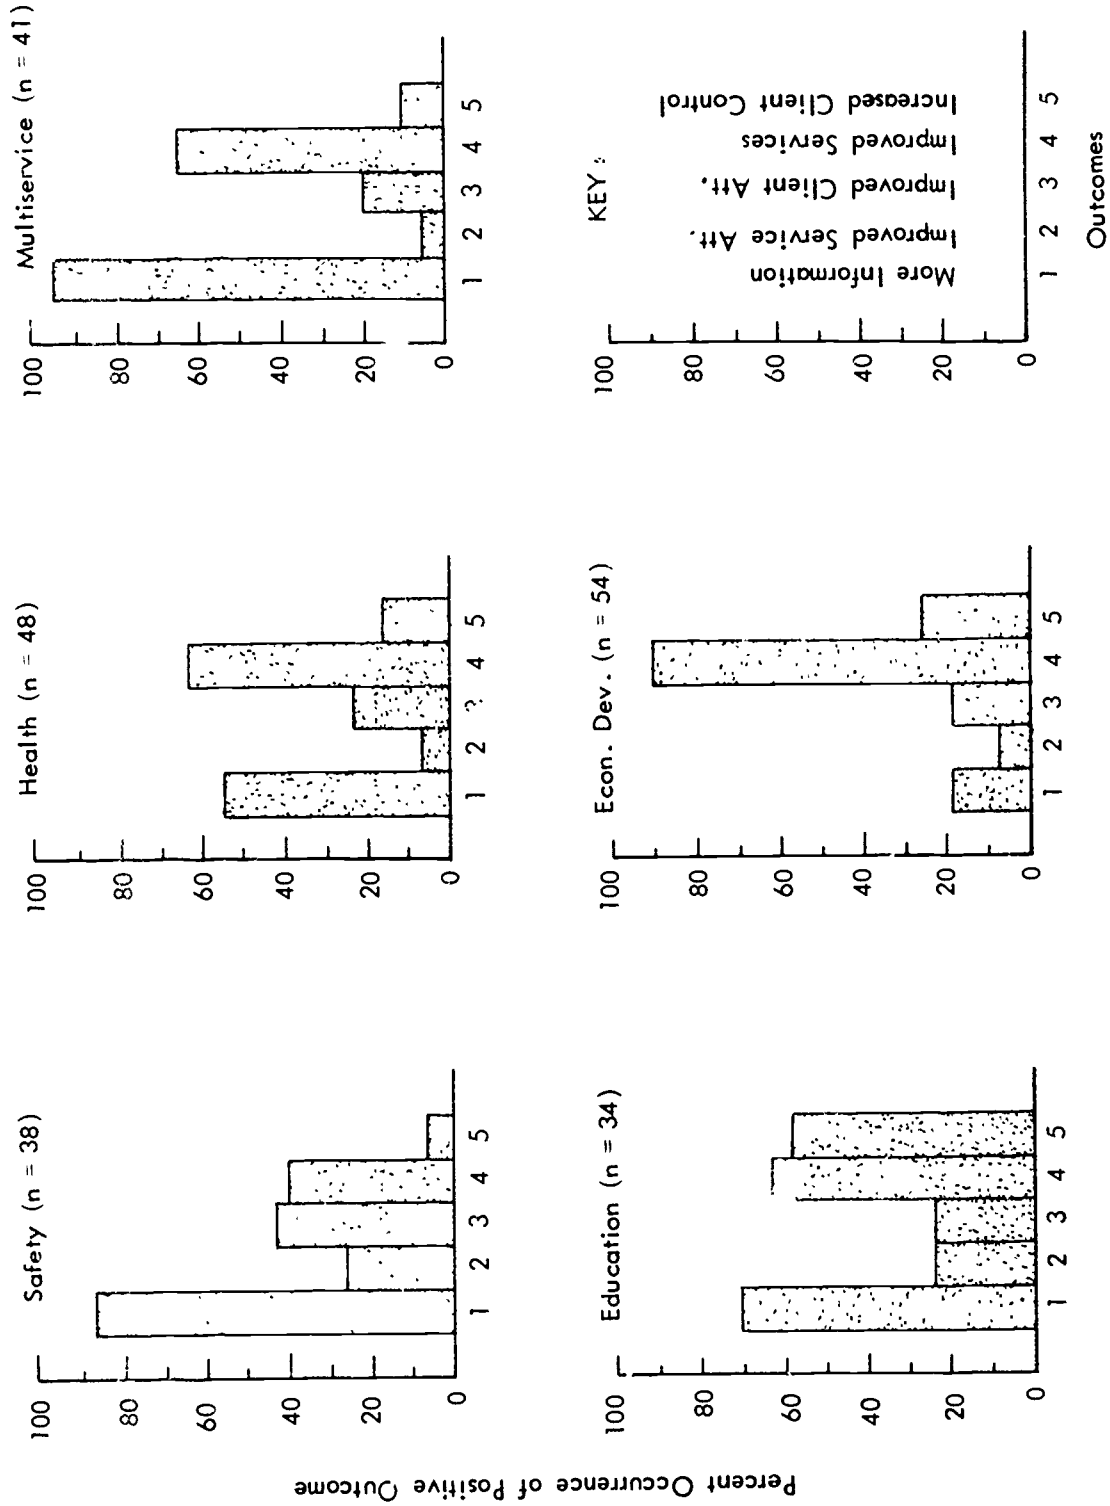 Percent Occurrence of Positive Outcome
Safety (n = 38)
100
80
60
40
20
0
1 2 3 4 5
Health (n = 48)
100
80
60
40
20
0
1 2 3 4 5
Multiservice (n = 41)
100
80
60
40
20
0
1 2 3 4 5
Education (n = 34)
100
80
60
40
20
0
1 2 3 4 5
Econ. Dev. (n = 54)
100
80
60
40
20
0
1 2 3 4 5
KEY:
100
80
60
40
20
0
More Information
Improved Service Att.
Improved Client Att.
Improved Services
Increased Client Control
1 2 3 4 5
Outcomes